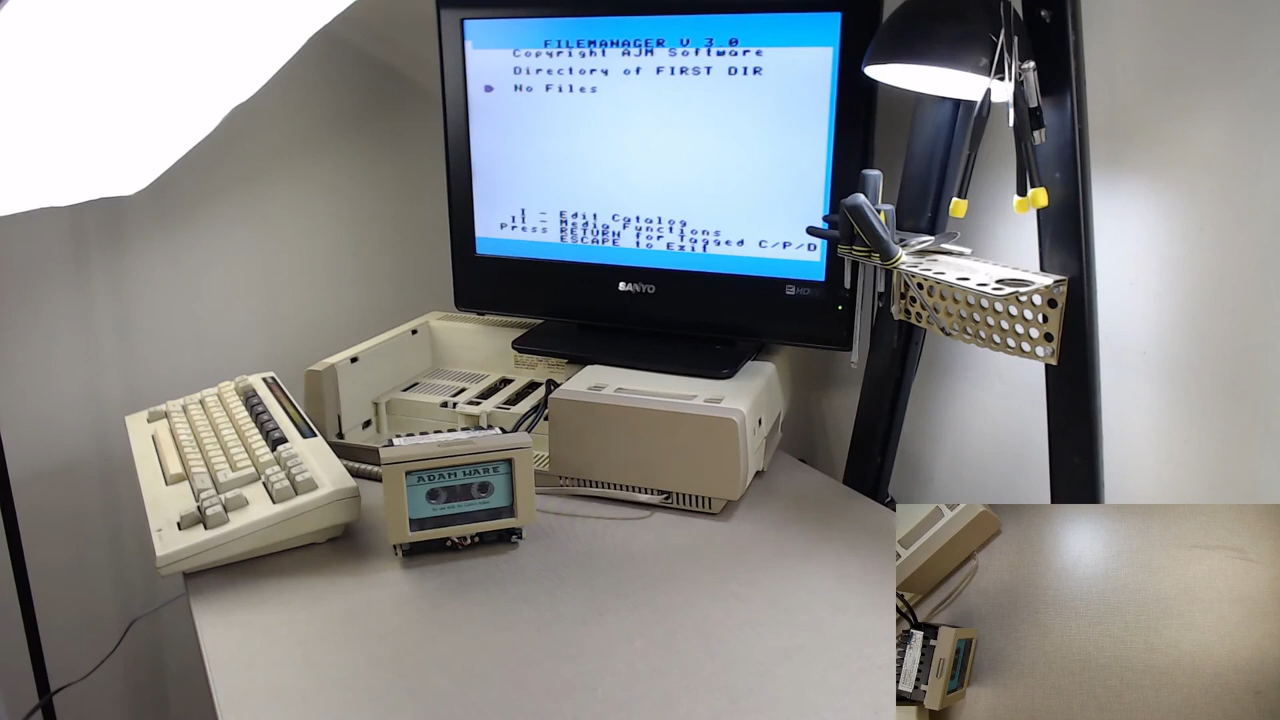 FILEMANAGER V 3.0
Copyright AJM Software
Directory of FIRST DIR
No Files
I - Edit Catalog
II - Media Functions
Press RETURN for Tagged C/P/D
ESCAPE to Exit
SANYO
HD
ADAM WARE